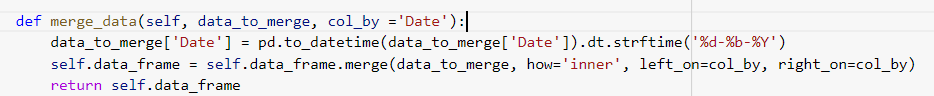 def merge_data(self, data_to_merge, col_by ='Date'):
data_to_merge['Date'] = pd.to_datetime(data_to_merge['Date']).dt.strftime('%d-%b-%Y')
self.data_frame = self.data_frame.merge(data_to_merge, how='inner', left_on=col_by, right_on=col_by)
return self.data_frame